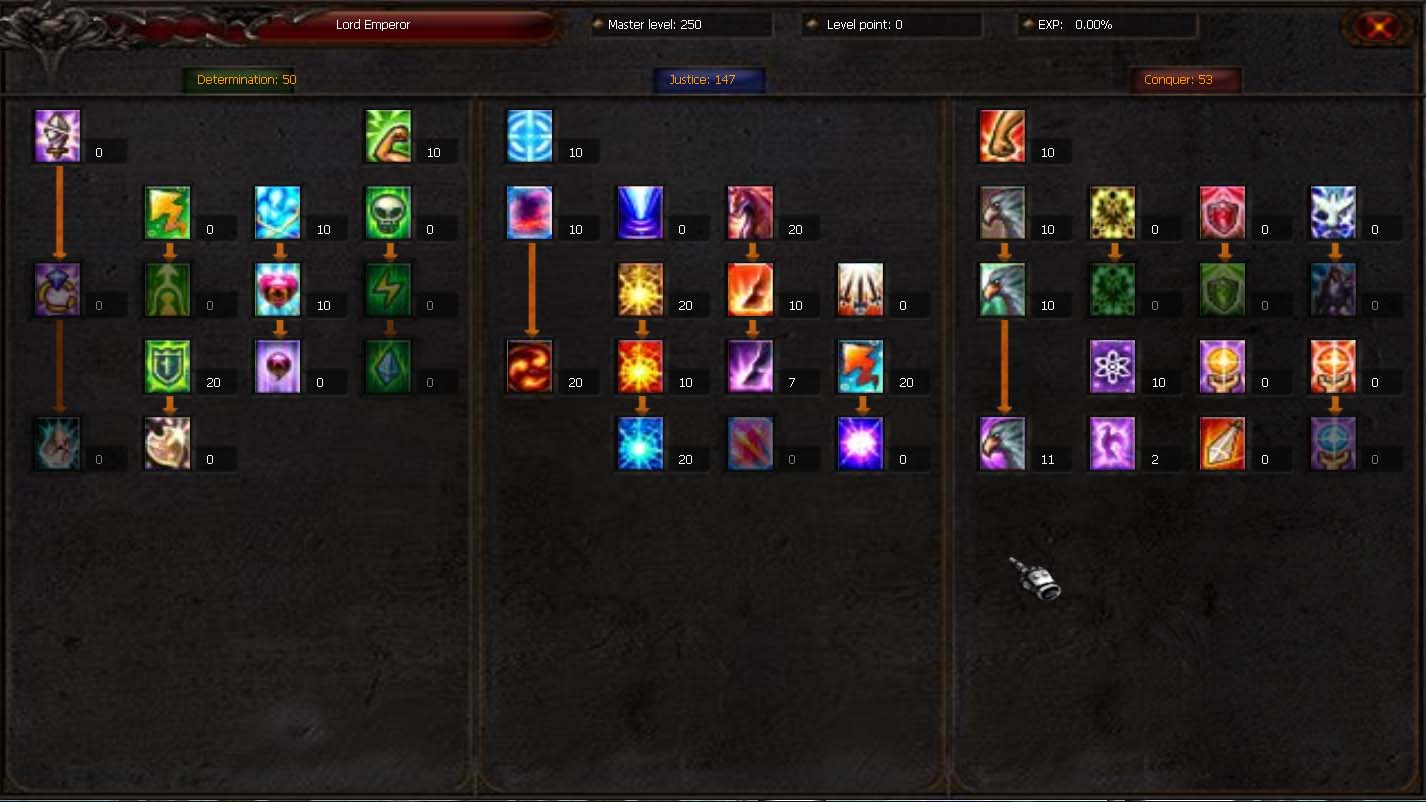 Lord Emperor Master level: 250 Level point: 0 EXP: 0.00%
Determination: 50 Justice: 147 Conquer: 53
0 10 10 10
0 10 0 10 0 20 10 0 0 0
0 0 10 0 20 10 0 10 0 0 0
20 0 0 20 10 7 20 10 0 0
0 0 20 0 0 11 2 0 0